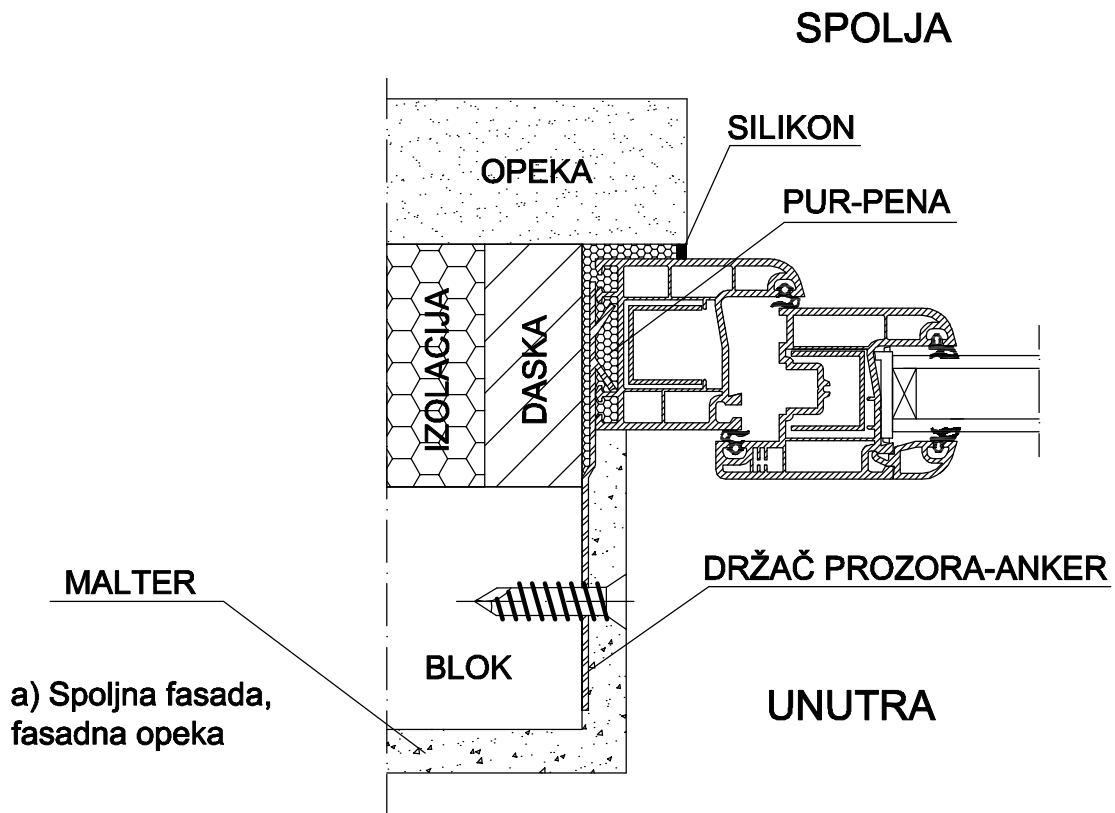 SPOLJA
SILIKON
OPEKA
PUR-PENA
IZOLACIJA
DASKA
DRŽAČ PROZORA-ANKER
MALTER
BLOK
a) Spoljna fasada,
fasadna opeka
UNUTRA